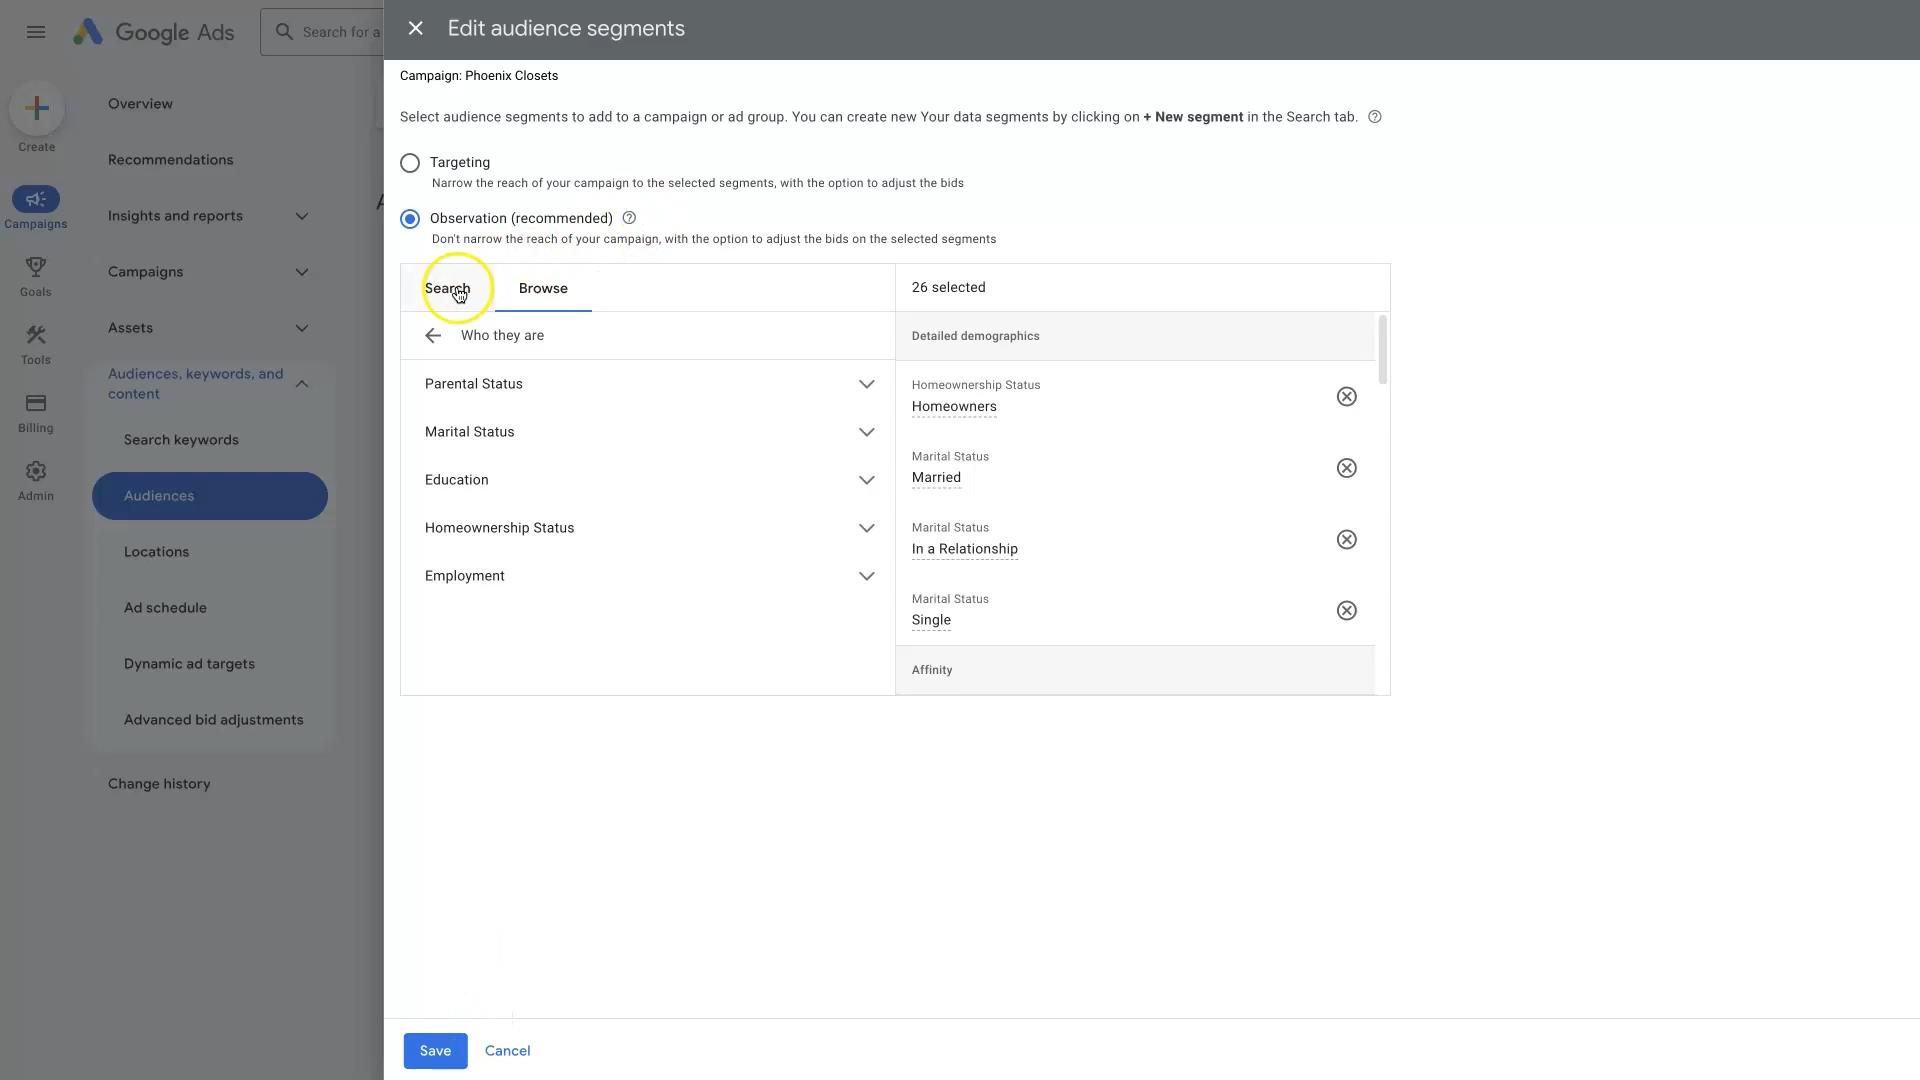 Google Ads
Search for a
Edit audience segments
Campaign: Phoenix Closets
Select audience segments to add to a campaign or ad group. You can create new Your data segments by clicking on + New segment in the Search tab.
Targeting
Narrow the reach of your campaign to the selected segments, with the option to adjust the bids
Observation (recommended)
Don't narrow the reach of your campaign, with the option to adjust the bids on the selected segments
Search
Browse
26 selected
Who they are
Parental Status
Marital Status
Education
Homeownership Status
Employment
Detailed demographics
Homeownership Status
Homeowners
Marital Status
Married
Marital Status
In a Relationship
Marital Status
Single
Affinity
Save
Cancel
Create
Campaigns
Goals
Tools
Billing
Admin
Overview
Recommendations
Insights and reports
Campaigns
Assets
Audiences, keywords, and
content
Search keywords
Audiences
Locations
Ad schedule
Dynamic ad targets
Advanced bid adjustments
Change history